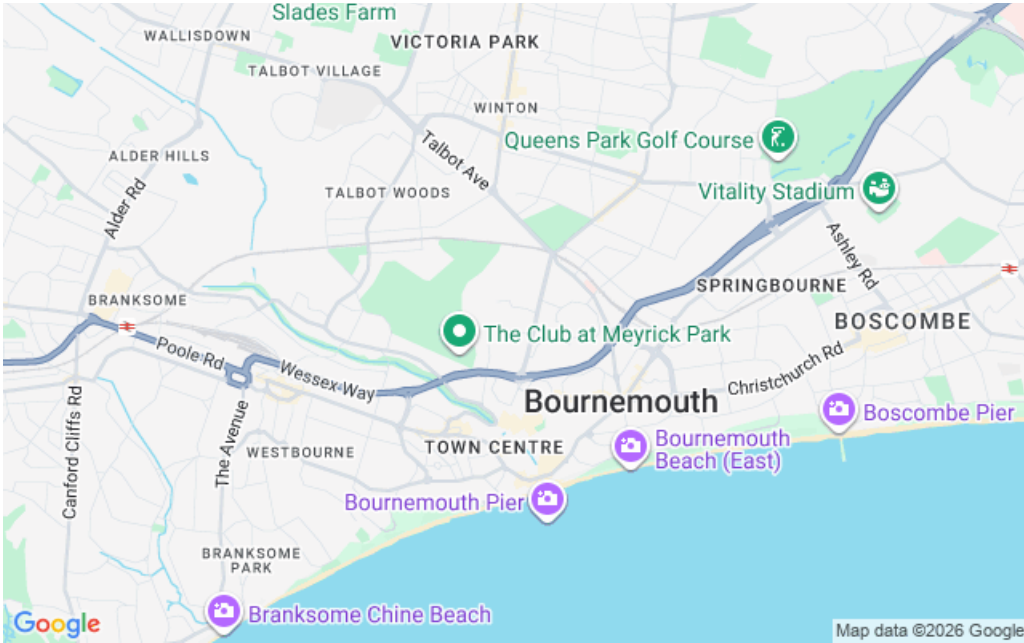 Slades Farm
WALLISDOWN
VICTORIA PARK
TALBOT VILLAGE
WINTON
Queens Park Golf Course
Talbot Ave
ALDER HILLS
TALBOT WOODS
Vitality Stadium
Alder Rd
Ashley Rd
SPRINGBOURNE
BRANKSOME
BOSCOMBE
The Club at Meyrick Park
Poole Rd
Wessex Way
Christchurch Rd
Bournemouth
Boscombe Pier
Canford Cliffs Rd
The Avenue
TOWN CENTRE
WESTBOURNE
Bournemouth
Beach (East)
Bournemouth Pier
BRANKSOME
PARK
Branksome Chine Beach
Google
Map data ©2026 Google